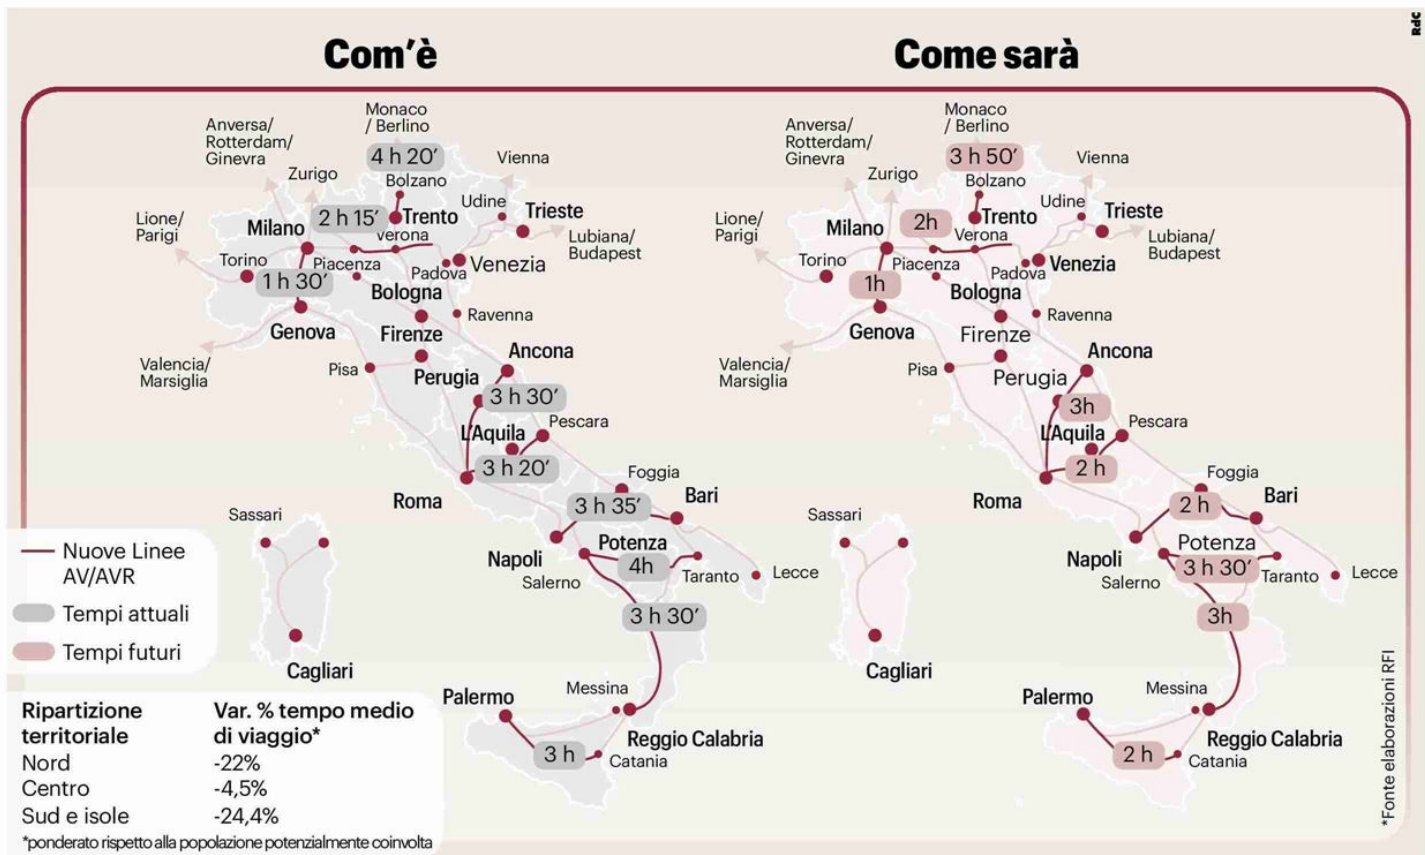 RdC
Com'è
Monaco
/ Berlino
Anversa/
Rotterdam/
Ginevra
4 h 20'
Vienna
Zurigo
Bolzano
Udine
Lione/
Parigi
2 h 15'
Trento
Trieste
Milano
Verona
Lubiana/
Budapest
Torino
Piacenza
Padova
Venezia
1 h 30'
Bologna
Genova
Firenze
Ravenna
Valencia/
Marsiglia
Pisa
Ancona
Perugia
3 h 30'
L'Aquila
Pescara
3 h 20'
Roma
Foggia
3 h 35'
Bari
Sassari
Napoli
Potenza
Salerno
4h
Taranto
Lecce
3 h 30'
Cagliari
Palermo
Messina
Reggio Calabria
3 h
Catania
Come sarà
Monaco
/ Berlino
Anversa/
Rotterdam/
Ginevra
3 h 50'
Vienna
Zurigo
Bolzano
Udine
Lione/
Parigi
2h
Trento
Trieste
Milano
Verona
Lubiana/
Budapest
Torino
Piacenza
Padova
Venezia
1h
Bologna
Genova
Firenze
Ravenna
Valencia/
Marsiglia
Pisa
Ancona
Perugia
3h
L'Aquila
Pescara
2 h
Roma
Foggia
2 h
Bari
Sassari
Napoli
Potenza
Salerno
3 h 30'
Taranto
Lecce
3h
Cagliari
Palermo
Messina
Reggio Calabria
2 h
Catania
Nuove Linee
AV/AVR
Tempi attuali
Tempi futuri
Ripartizione territoriale Var. % tempo medio di viaggio*
Nord -22%
Centro -4,5%
Sud e isole -24,4%
*ponderato rispetto alla popolazione potenzialmente coinvolta
*Fonte elaborazioni RFI